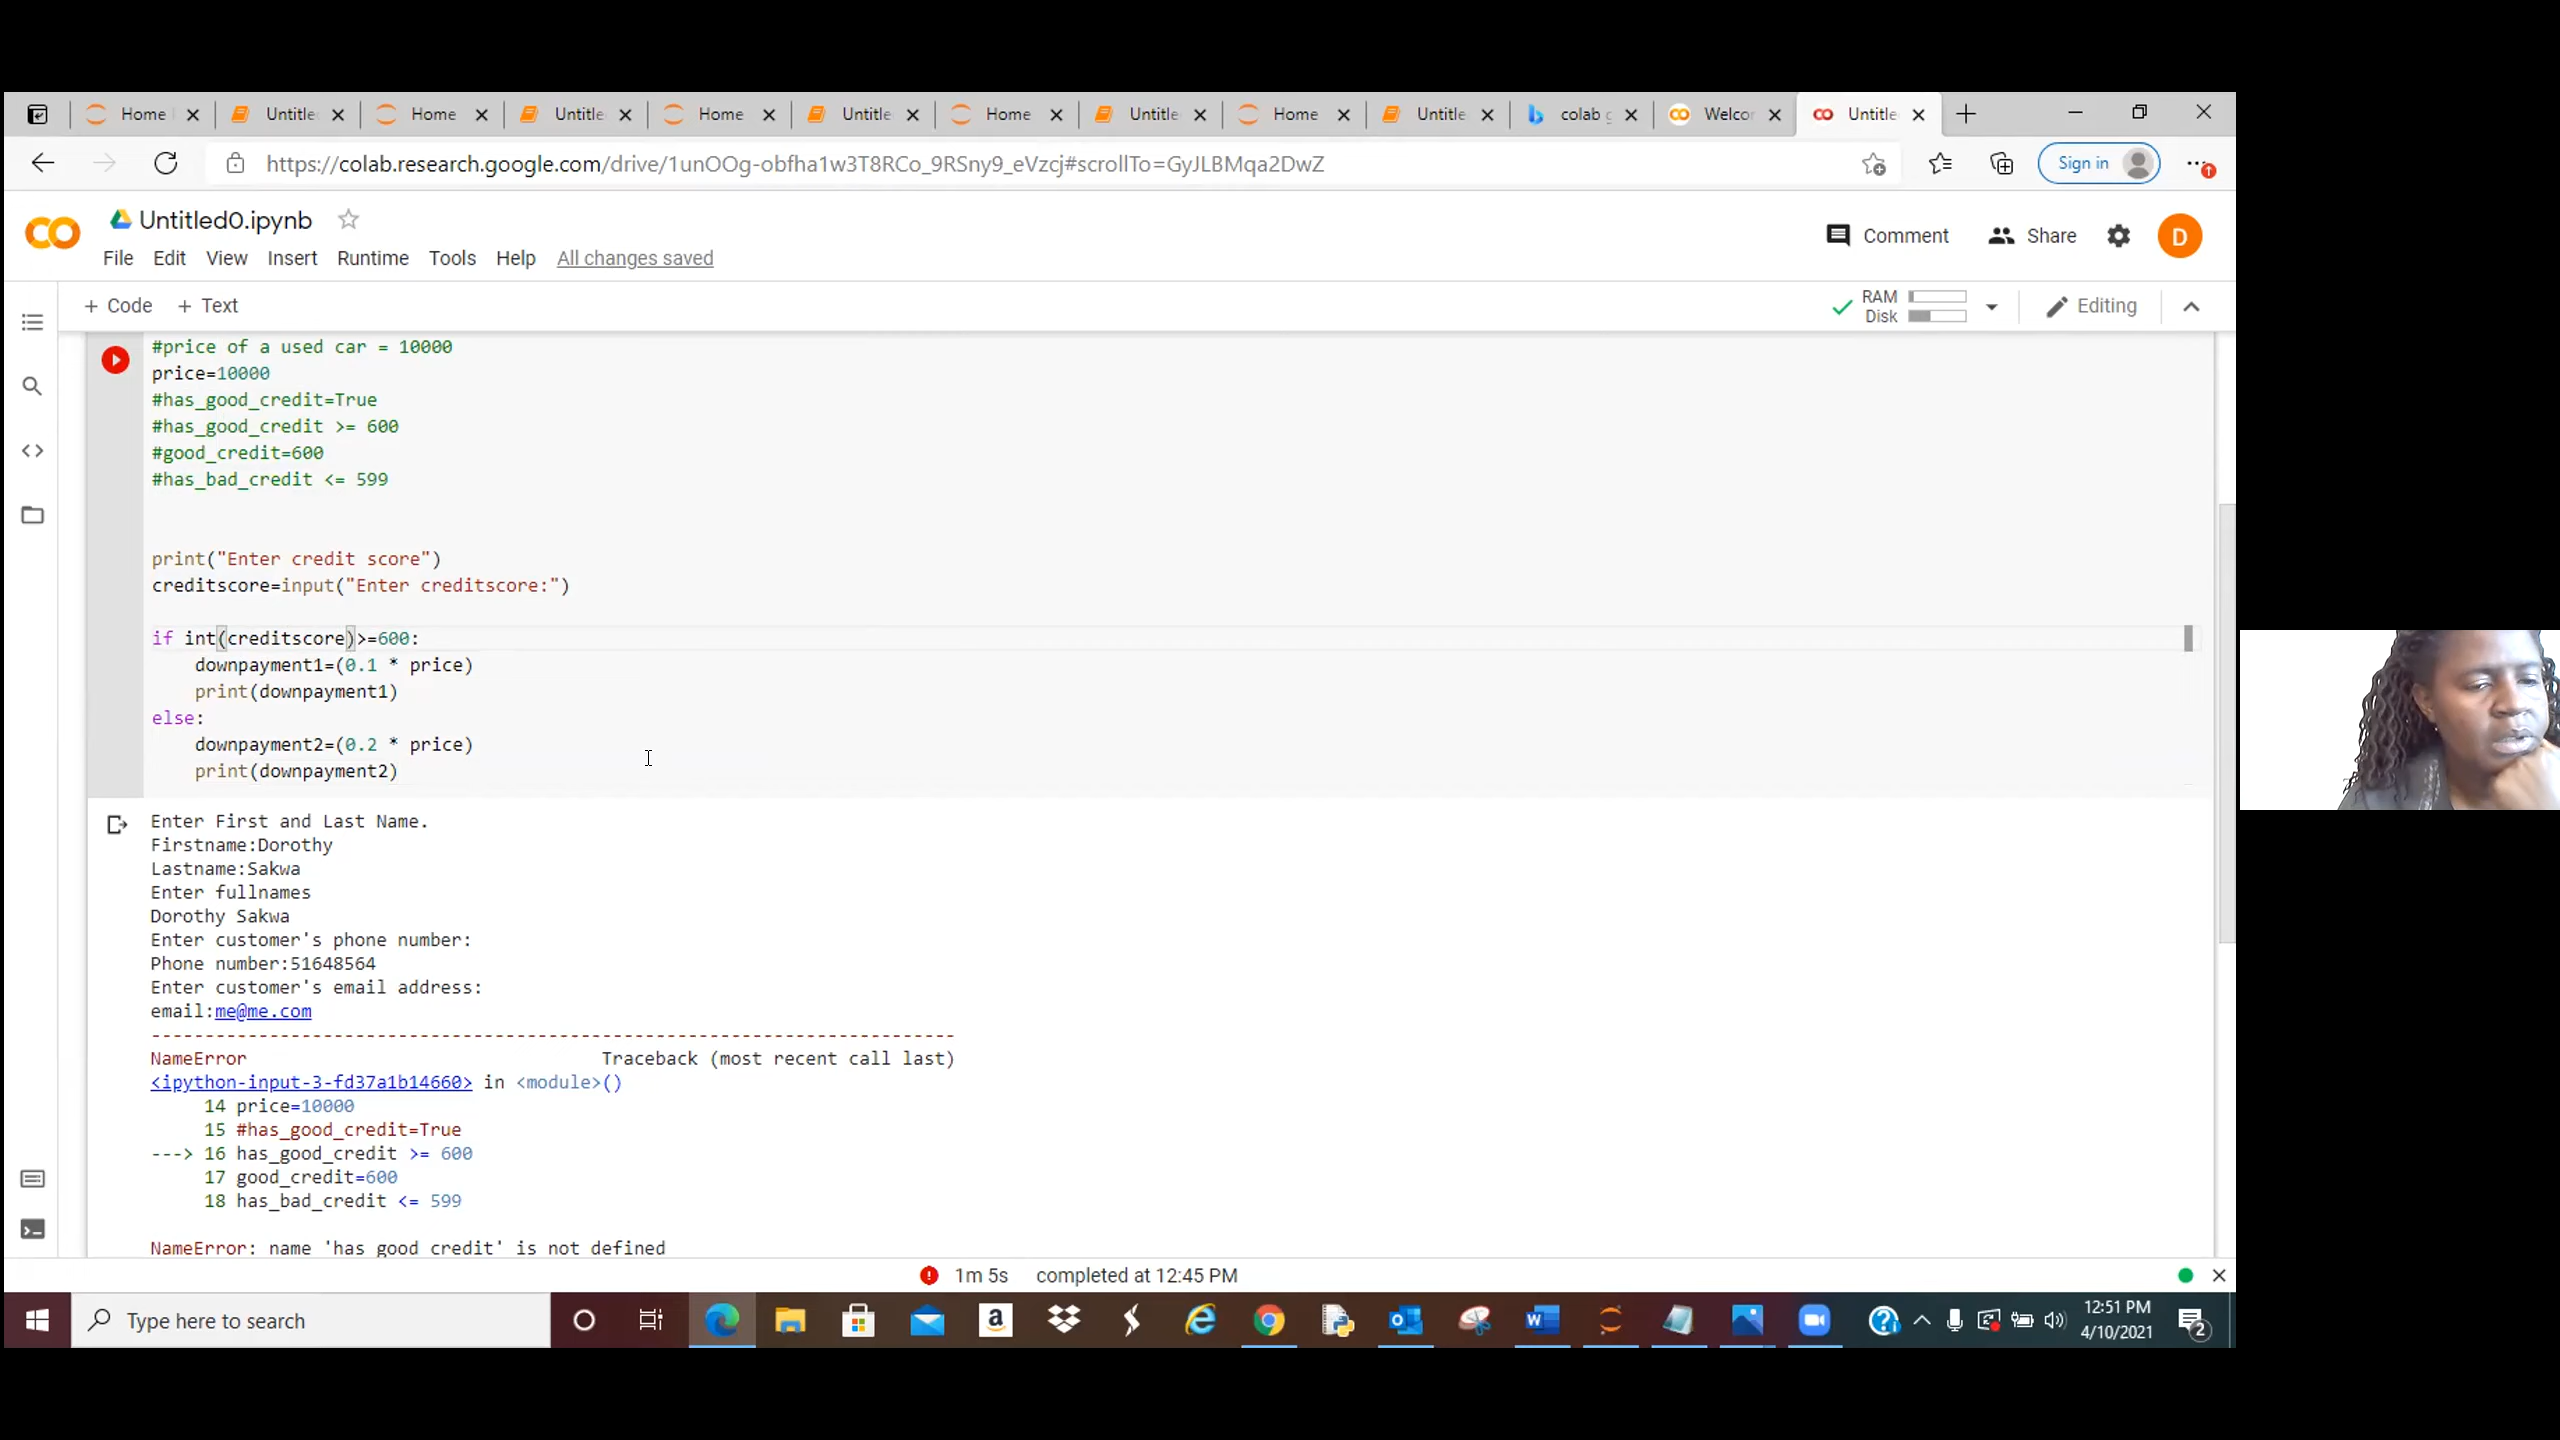 Home
Untitle
Home
Untitle
Home
Untitle
Home
Untitle
Home
Untitle
colab g
Welcor
Untitle
https://colab.research.google.com/drive/1unOOg-obfha1w3T8RCo_9RSny9_eVzcj#scrollTo=GyJLBMqa2DwZ
Sign in
Untitled0.ipynb
Comment
Share
D
File Edit View Insert Runtime Tools Help All changes saved
+ Code + Text
RAM
Disk
Editing
#price of a used car = 10000
price=10000
#has_good_credit=True
#has_good_credit >= 600
#good_credit=600
#has_bad_credit <= 599
print("Enter credit score")
creditscore=input("Enter creditscore:")
if int(creditscore)>=600:
downpayment1=(0.1 * price)
print(downpayment1)
else:
downpayment2=(0.2 * price)
print(downpayment2)
Enter First and Last Name.
Firstname:Dorothy
Lastname:Sakwa
Enter fullnames
Dorothy Sakwa
Enter customer's phone number:
Phone number:51648564
Enter customer's email address:
email:me@me.com
---------------------------------------------------------------------------
NameError Traceback (most recent call last)
<ipython-input-3-fd37a1b14660> in <module>()
14 price=10000
15 #has_good_credit=True
---> 16 has_good_credit >= 600
17 good_credit=600
18 has_bad_credit <= 599
NameError: name 'has_good_credit' is not defined
1m 5s completed at 12:45 PM
Type here to search
12:51 PM
4/10/2021
2